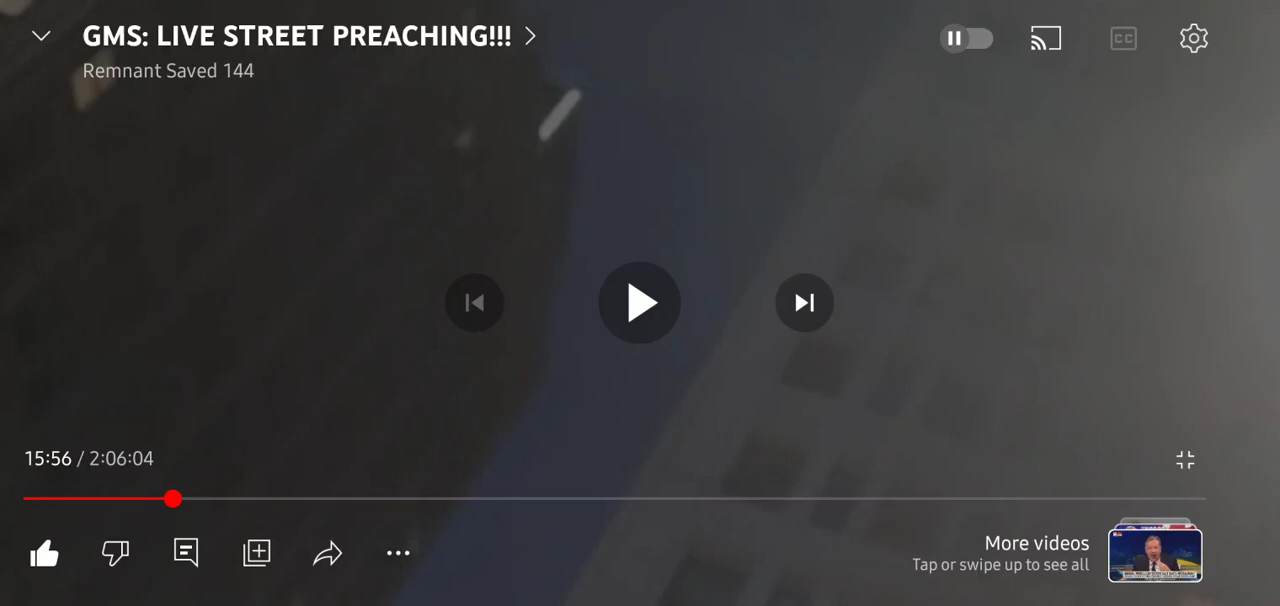 GMS: LIVE STREET PREACHING!!!
Remnant Saved 144
CC
15:56 / 2:06:04
More videos
Tap or swipe up to see all